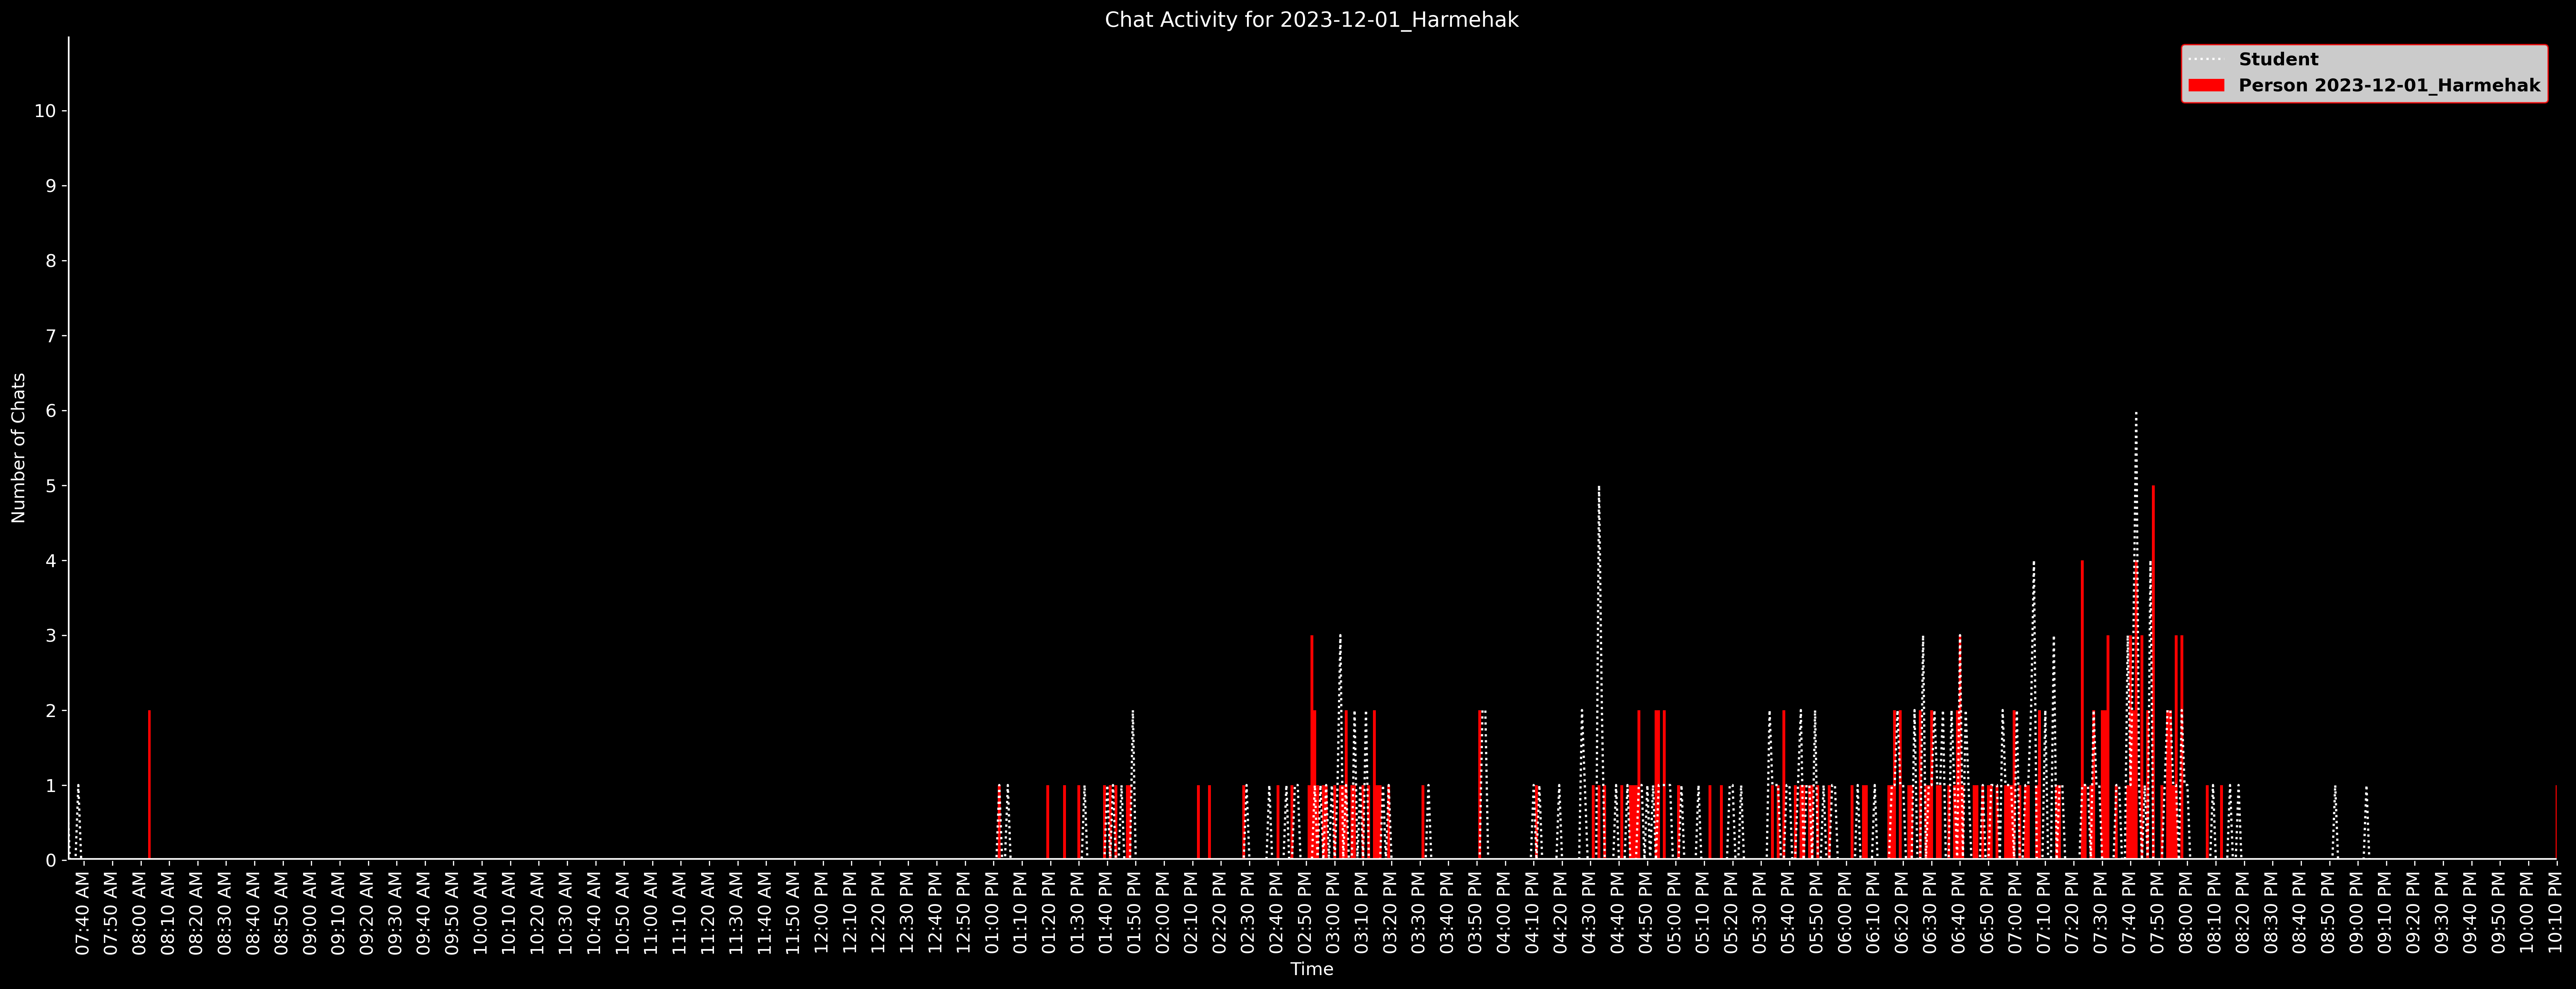 Chat Activity for 2023-12-01_Harmehak
Student
Person 2023-12-01_Harmehak
Number of Chats
10
9
8
7
6
5
4
3
2
1
0
07:40 AM
07:50 AM
08:00 AM
08:10 AM
08:20 AM
08:30 AM
08:40 AM
08:50 AM
09:00 AM
09:10 AM
09:20 AM
09:30 AM
09:40 AM
09:50 AM
10:00 AM
10:10 AM
10:20 AM
10:30 AM
10:40 AM
10:50 AM
11:00 AM
11:10 AM
11:20 AM
11:30 AM
11:40 AM
11:50 AM
12:00 PM
12:10 PM
12:20 PM
12:30 PM
12:40 PM
12:50 PM
01:00 PM
01:10 PM
01:20 PM
01:30 PM
01:40 PM
01:50 PM
02:00 PM
02:10 PM
02:20 PM
02:30 PM
02:40 PM
02:50 PM
03:00 PM
03:10 PM
03:20 PM
03:30 PM
03:40 PM
03:50 PM
04:00 PM
04:10 PM
04:20 PM
04:30 PM
04:40 PM
04:50 PM
05:00 PM
05:10 PM
05:20 PM
05:30 PM
05:40 PM
05:50 PM
06:00 PM
06:10 PM
06:20 PM
06:30 PM
06:40 PM
06:50 PM
07:00 PM
07:10 PM
07:20 PM
07:30 PM
07:40 PM
07:50 PM
08:00 PM
08:10 PM
08:20 PM
08:30 PM
08:40 PM
08:50 PM
09:00 PM
09:10 PM
09:20 PM
09:30 PM
09:40 PM
09:50 PM
10:00 PM
10:10 PM
Time